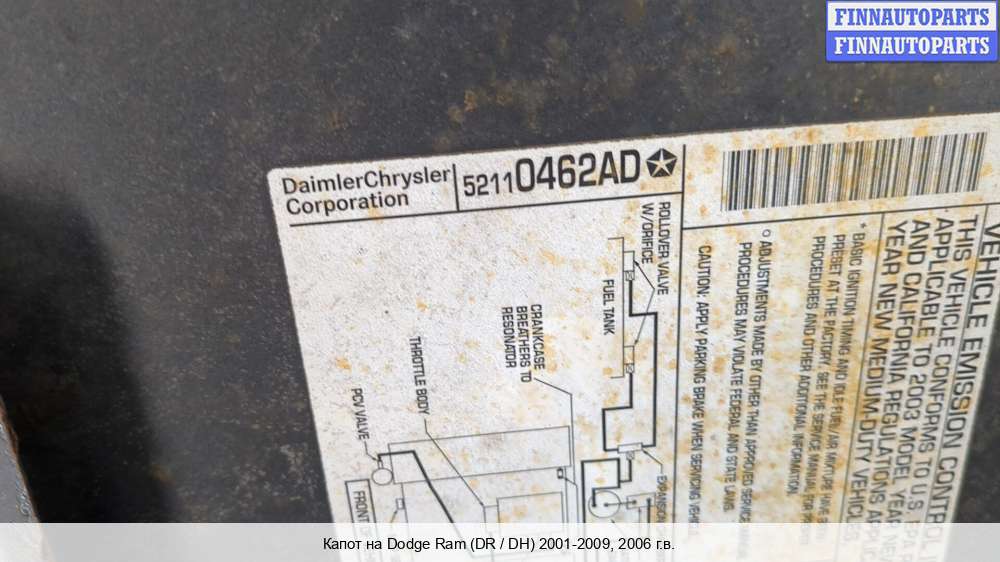 FINNAUTOPARTS
FINNAUTOPARTS
DaimlerChrysler
Corporation
52110462AD
VEHICLE EMISSION CONTROL
THIS VEHICLE CONFORMS TO U.S. EPA
APPLICABLE TO 2003 MODEL YEAR
AND CALIFORNIA REGULATIONS
YEAR NEW MEDIUM-DUTY VEHICLES.
* BASIC IGNITION TIMING AND IDLE FUEL/AIR MIXTURE HAVE
PRESET AT THE FACTORY. SEE THE SERVICE MANUAL FOR
PROCEDURES AND OTHER ADDITIONAL INFORMATION.
○ ADJUSTMENTS MADE BY OTHER THAN APPROVED SERVICE
PROCEDURES MAY VIOLATE FEDERAL AND STATE LAWS.
CAUTION: APPLY PARKING BRAKE WHEN SERVICING
ROLLOVER VALVE
W/ORIFICE
FUEL TANK
CRANKCASE
BREATHERS TO
RESONATOR
THROTTLE BODY
PCV VALVE
FRONT
Капот на Dodge Ram (DR / DH) 2001-2009, 2006 г.в.